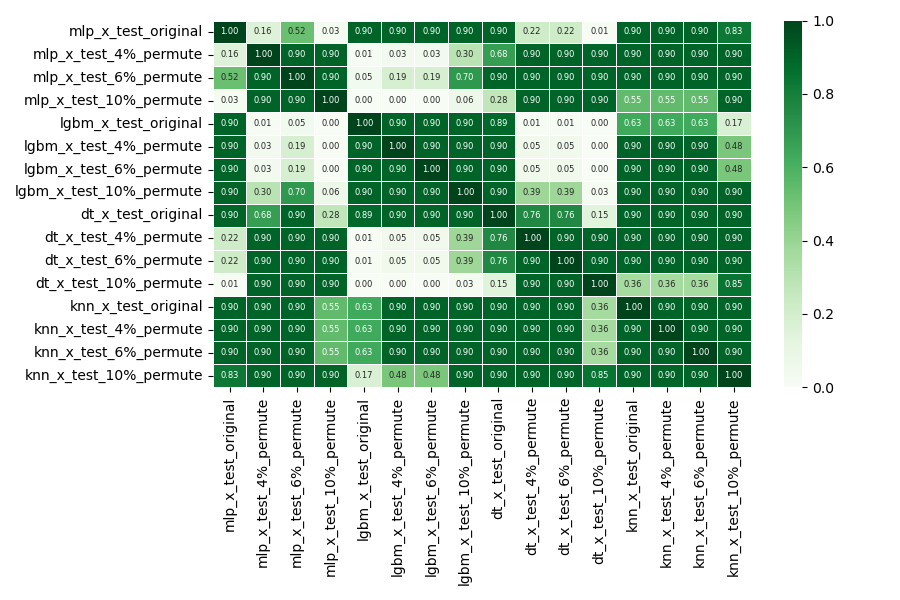 mlp_x_test_original 1.00 0.16 0.52 0.03 0.90 0.90 0.90 0.90 0.90 0.22 0.22 0.01 0.90 0.90 0.90 0.83
mlp_x_test_4%_permute 0.16 1.00 0.90 0.90 0.01 0.03 0.03 0.30 0.68 0.90 0.90 0.90 0.90 0.90 0.90 0.90
mlp_x_test_6%_permute 0.52 0.90 1.00 0.90 0.05 0.19 0.19 0.70 0.90 0.90 0.90 0.90 0.90 0.90 0.90 0.90
mlp_x_test_10%_permute 0.03 0.90 0.90 1.00 0.00 0.00 0.00 0.06 0.28 0.90 0.90 0.90 0.55 0.55 0.55 0.90
lgbm_x_test_original 0.90 0.01 0.05 0.00 1.00 0.90 0.90 0.90 0.89 0.01 0.01 0.00 0.63 0.63 0.63 0.17
lgbm_x_test_4%_permute 0.90 0.03 0.19 0.00 0.90 1.00 0.90 0.90 0.90 0.05 0.05 0.00 0.90 0.90 0.90 0.48
lgbm_x_test_6%_permute 0.90 0.03 0.19 0.00 0.90 0.90 1.00 0.90 0.90 0.05 0.05 0.00 0.90 0.90 0.90 0.48
lgbm_x_test_10%_permute 0.90 0.30 0.70 0.06 0.90 0.90 0.90 1.00 0.90 0.39 0.39 0.03 0.90 0.90 0.90 0.90
dt_x_test_original 0.90 0.68 0.90 0.28 0.89 0.90 0.90 0.90 1.00 0.76 0.76 0.15 0.90 0.90 0.90 0.90
dt_x_test_4%_permute 0.22 0.90 0.90 0.90 0.01 0.05 0.05 0.39 0.76 1.00 0.90 0.90 0.90 0.90 0.90 0.90
dt_x_test_6%_permute 0.22 0.90 0.90 0.90 0.01 0.05 0.05 0.39 0.76 0.90 1.00 0.90 0.90 0.90 0.90 0.90
dt_x_test_10%_permute 0.01 0.90 0.90 0.90 0.00 0.00 0.00 0.03 0.15 0.90 0.90 1.00 0.36 0.36 0.36 0.85
knn_x_test_original 0.90 0.90 0.90 0.55 0.63 0.90 0.90 0.90 0.90 0.90 0.90 0.36 1.00 0.90 0.90 0.90
knn_x_test_4%_permute 0.90 0.90 0.90 0.55 0.63 0.90 0.90 0.90 0.90 0.90 0.90 0.36 0.90 1.00 0.90 0.90
knn_x_test_6%_permute 0.90 0.90 0.90 0.55 0.63 0.90 0.90 0.90 0.90 0.90 0.90 0.36 0.90 0.90 1.00 0.90
knn_x_test_10%_permute 0.83 0.90 0.90 0.90 0.17 0.48 0.48 0.90 0.90 0.90 0.90 0.85 0.90 0.90 0.90 1.00
mlp_x_test_original
mlp_x_test_4%_permute
mlp_x_test_6%_permute
mlp_x_test_10%_permute
lgbm_x_test_original
lgbm_x_test_4%_permute
lgbm_x_test_6%_permute
lgbm_x_test_10%_permute
dt_x_test_original
dt_x_test_4%_permute
dt_x_test_6%_permute
dt_x_test_10%_permute
knn_x_test_original
knn_x_test_4%_permute
knn_x_test_6%_permute
knn_x_test_10%_permute
1.0
0.8
0.6
0.4
0.2
0.0